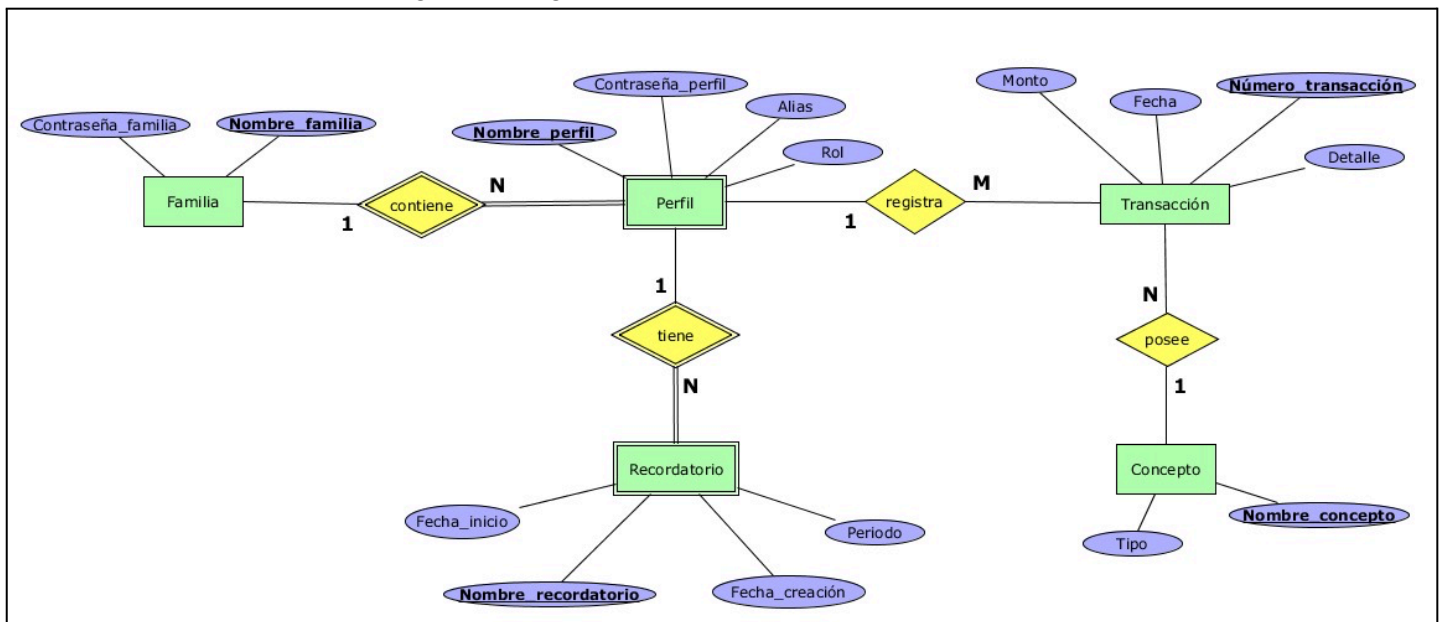 Monto
Número_transacción
Contraseña_perfil
Alias
Fecha
Contraseña_familia
Nombre_familia
Nombre_perfil
Rol
Detalle
Familia
contiene
N
1
Perfil
registra
M
1
Transacción
1
tiene
N
N
posee
1
Recordatorio
Concepto
Fecha_inicio
Periodo
Nombre_concepto
Tipo
Nombre_recordatorio
Fecha_creación